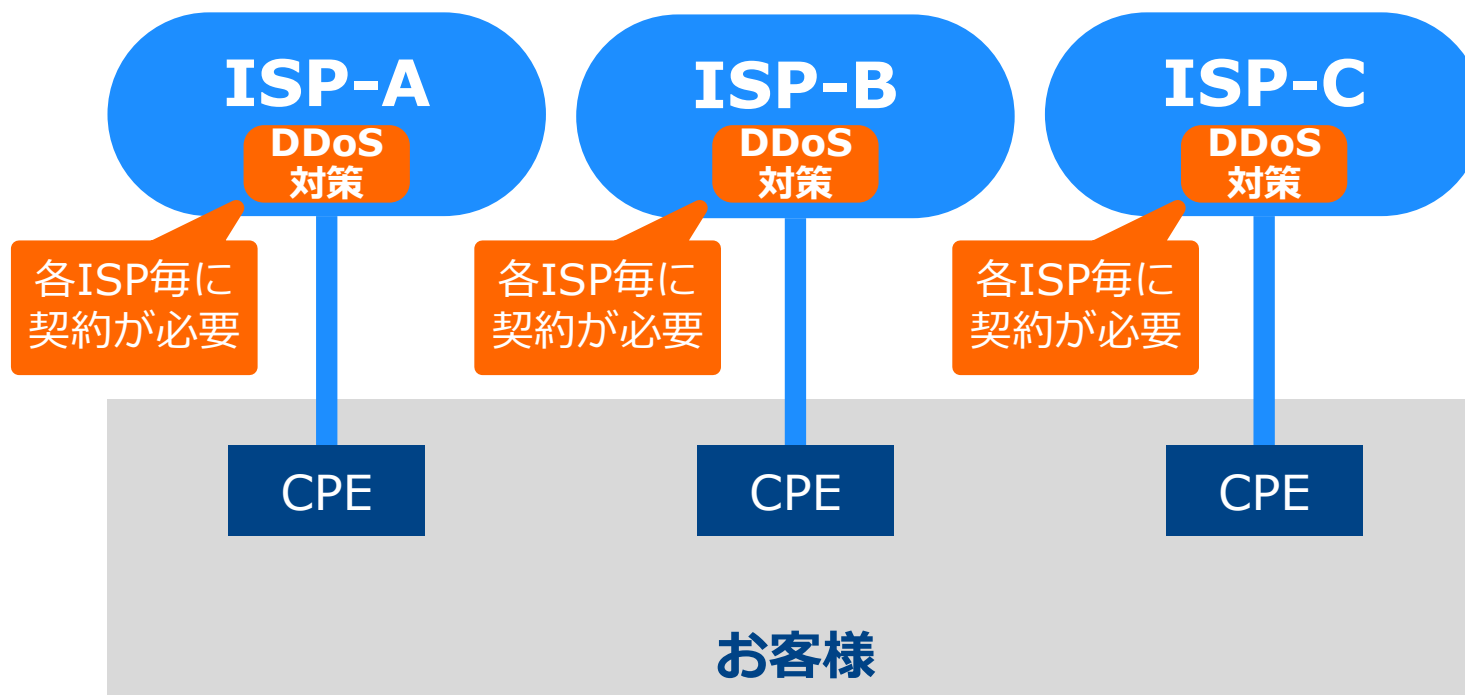 ISP-A
DDoS
対策
各ISP毎に
契約が必要
CPE
ISP-B
DDoS
対策
各ISP毎に
契約が必要
CPE
ISP-C
DDoS
対策
各ISP毎に
契約が必要
CPE
お客様